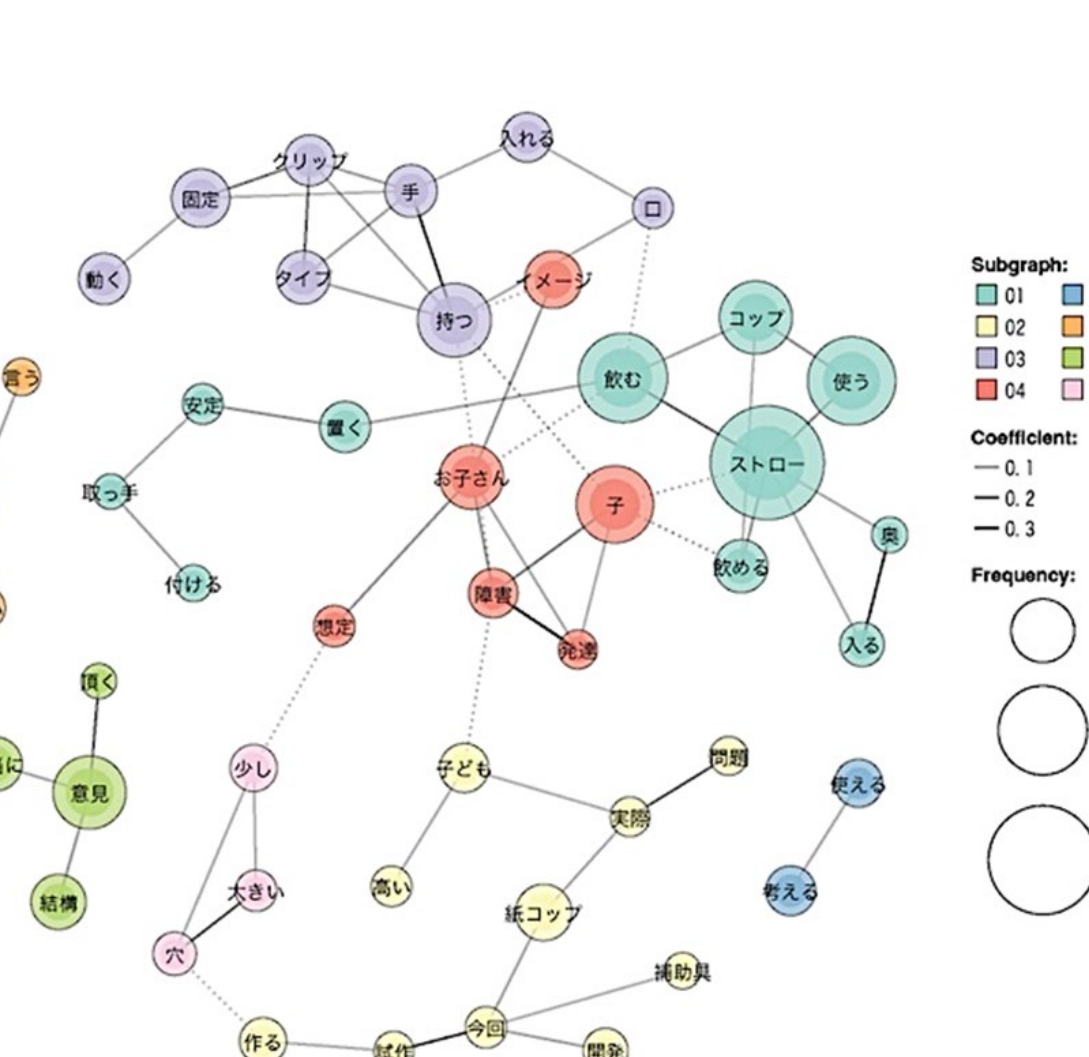 入れる
クリップ
手
固定
口
動く
タイプ
イメージ
持つ
コップ
飲む
使う
言う
安定
置く
ストロー
お子さん
取っ手
子
奥
飲める
付ける
障害
想定
発達
入る
頂く
少し
子ども
問題
使える
意見
実際
大きい
高い
考える
結構
紙コップ
穴
補助具
今回
作る
試作
開発
Subgraph:
01
02
03
04
Coefficient:
0.1
0.2
0.3
Frequency: